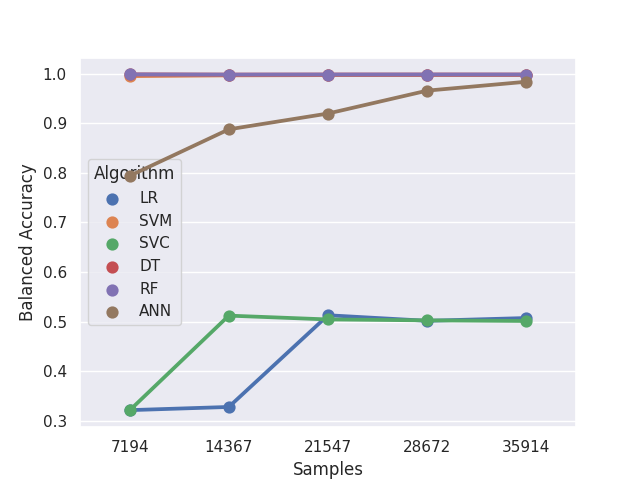 1.0
0.9
0.8
0.7
0.6
0.5
0.4
0.3
Balanced Accuracy
Algorithm
LR
SVM
SVC
DT
RF
ANN
7194 14367 21547 28672 35914
Samples